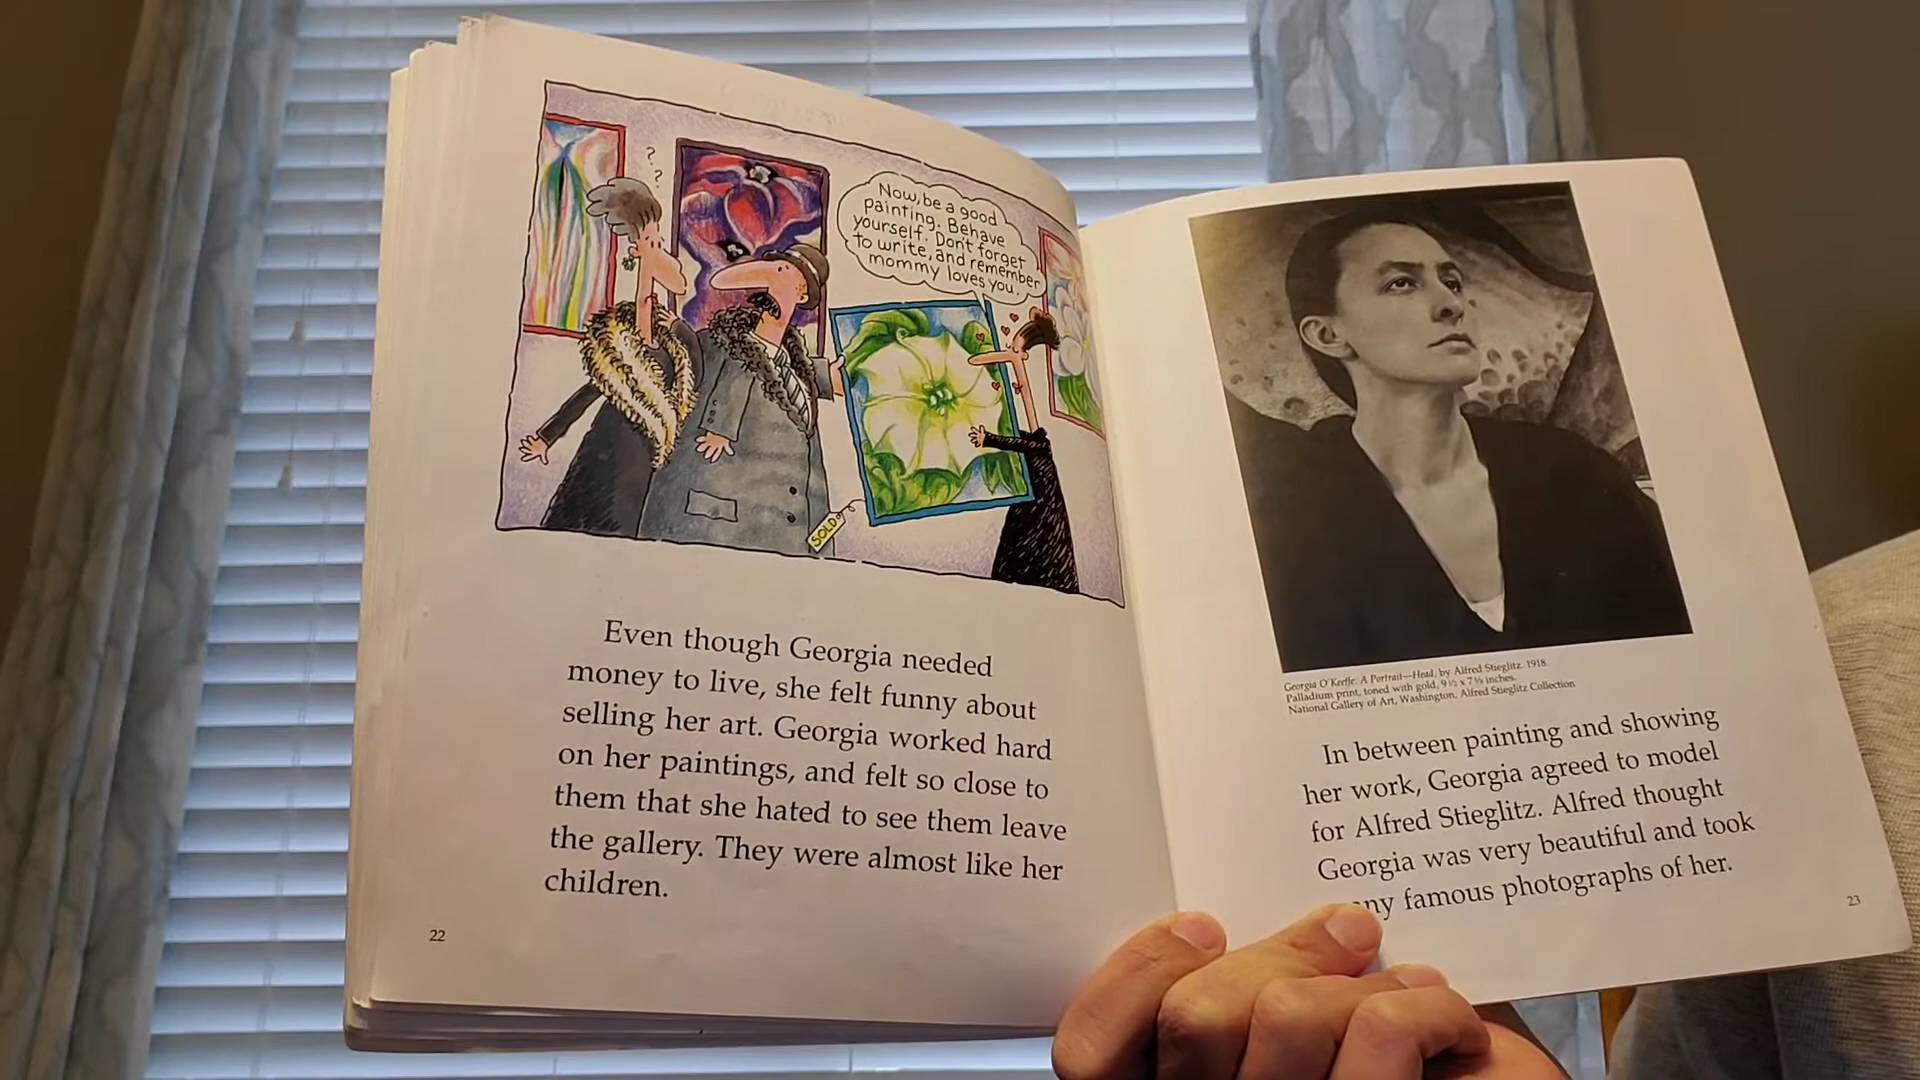 ?
?
Now, be a good
painting. Behave
yourself. Don't forget
to write, and remember
mommy loves you.
SOLD
Even though Georgia needed
money to live, she felt funny about
selling her art. Georgia worked hard
on her paintings, and felt so close to
them that she hated to see them leave
the gallery. They were almost like her
children.
22
Georgia O'Keeffe: A Portrait—Head, by Alfred Stieglitz. 1918.
Palladium print, toned with gold, 9½ x 7⅝ inches.
National Gallery of Art, Washington, Alfred Stieglitz Collection
In between painting and showing
her work, Georgia agreed to model
for Alfred Stieglitz. Alfred thought
Georgia was very beautiful and took
ny famous photographs of her.
23